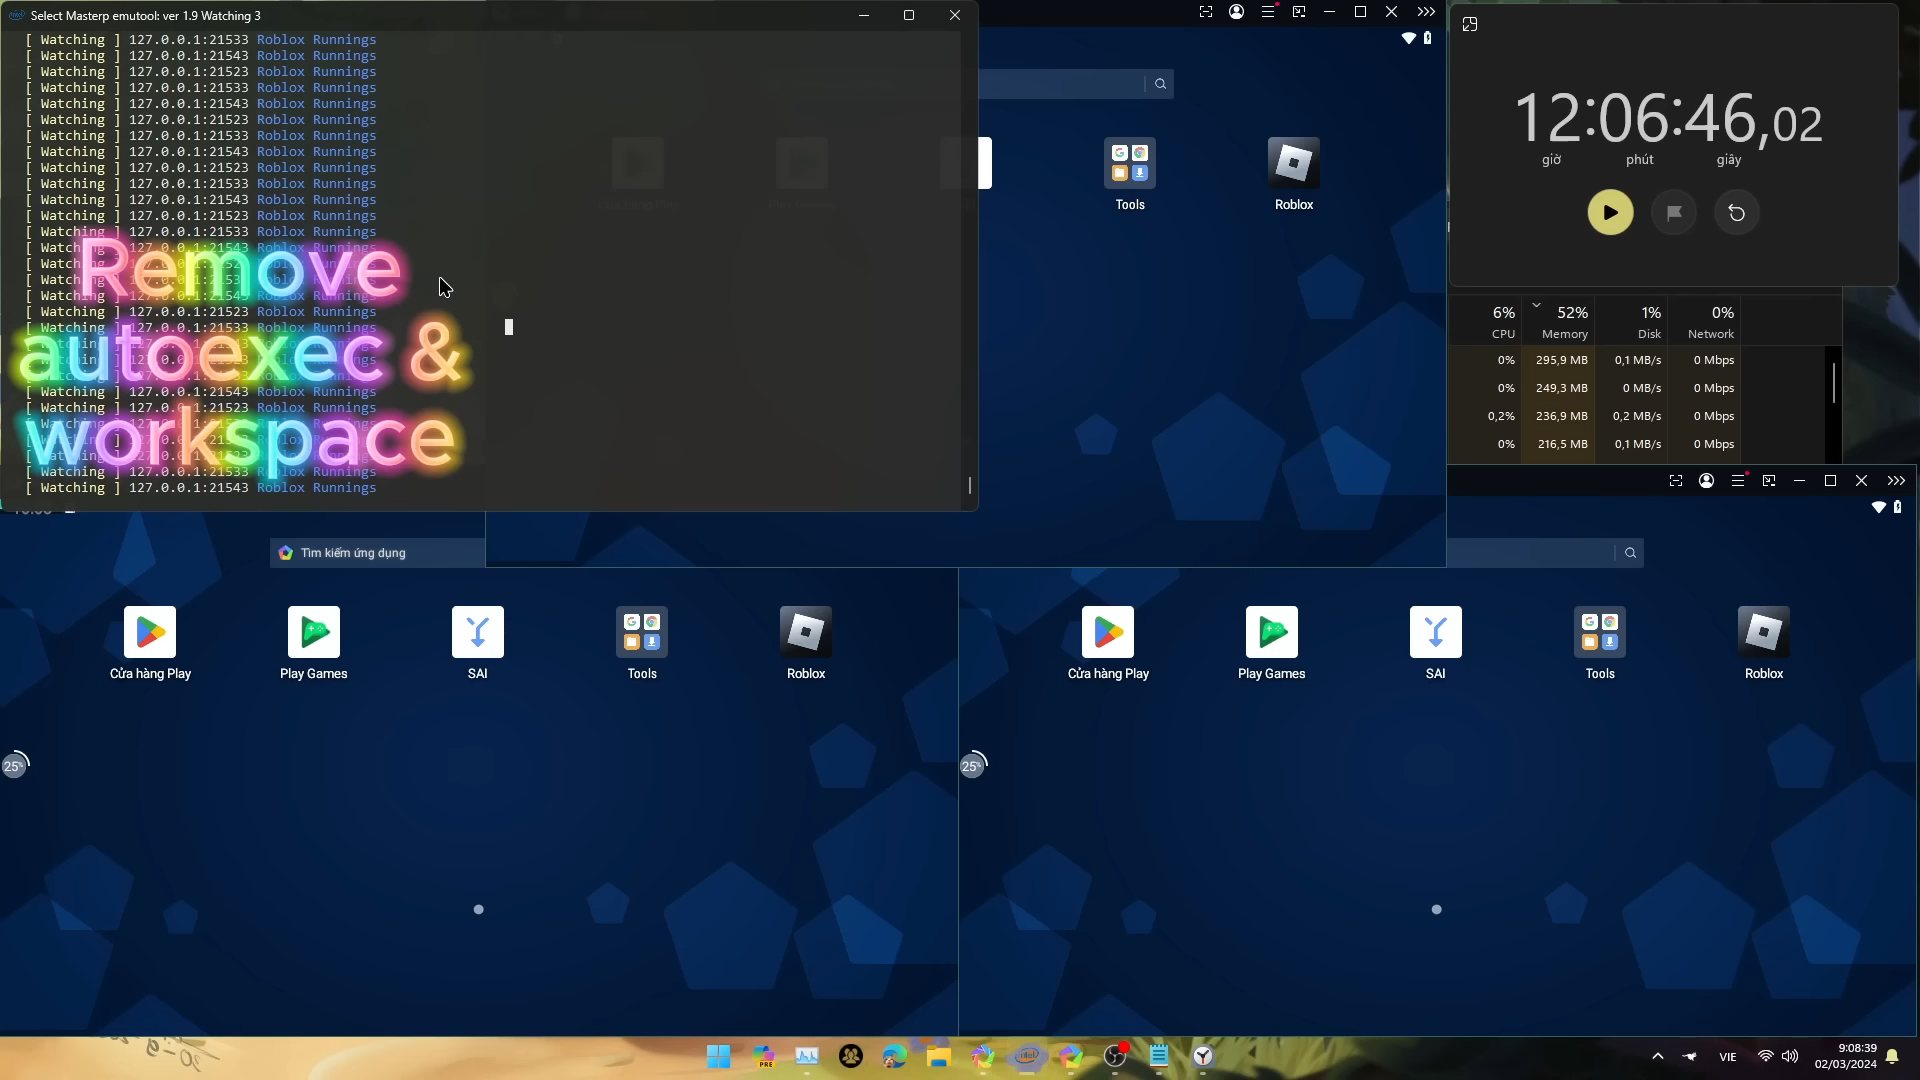 Select Masterp emutool: ver 1.9 Watching 3
[ Watching ] 127.0.0.1:21533 Roblox Runnings
[ Watching ] 127.0.0.1:21543 Roblox Runnings
[ Watching ] 127.0.0.1:21523 Roblox Runnings
[ Watching ] 127.0.0.1:21533 Roblox Runnings
[ Watching ] 127.0.0.1:21543 Roblox Runnings
[ Watching ] 127.0.0.1:21523 Roblox Runnings
[ Watching ] 127.0.0.1:21533 Roblox Runnings
[ Watching ] 127.0.0.1:21543 Roblox Runnings
[ Watching ] 127.0.0.1:21523 Roblox Runnings
[ Watching ] 127.0.0.1:21533 Roblox Runnings
[ Watching ] 127.0.0.1:21543 Roblox Runnings
[ Watching ] 127.0.0.1:21523 Roblox Runnings
[ Watching ] 127.0.0.1:21533 Roblox Runnings
[ Watching ] 127.0.0.1:21543 Roblox Runnings
Remove
[ Watching ] 127.0.0.1:21523 Roblox Runnings
[ Watching ] 127.0.0.1:21533 Roblox Runnings
autoexec &
[ Watching ] 127.0.0.1:21543 Roblox Runnings
[ Watching ] 127.0.0.1:21523 Roblox Runnings
workspace
[ Watching ] 127.0.0.1:21533 Roblox Runnings
[ Watching ] 127.0.0.1:21543 Roblox Runnings
Tools
Roblox
12:06:46,02
giờ phút giây
6% 52% 1% 0%
CPU Memory Disk Network
0% 295,9 MB 0,1 MB/s 0 Mbps
0% 249,3 MB 0 MB/s 0 Mbps
0,2% 236,9 MB 0,2 MB/s 0 Mbps
0% 216,5 MB 0,1 MB/s 0 Mbps
Tìm kiếm ứng dụng
Cửa hàng Play
Play Games
SAI
Tools
Roblox
25%
Cửa hàng Play
Play Games
SAI
Tools
Roblox
25%
PRE
intel
VIE
9:08:39
02/03/2024